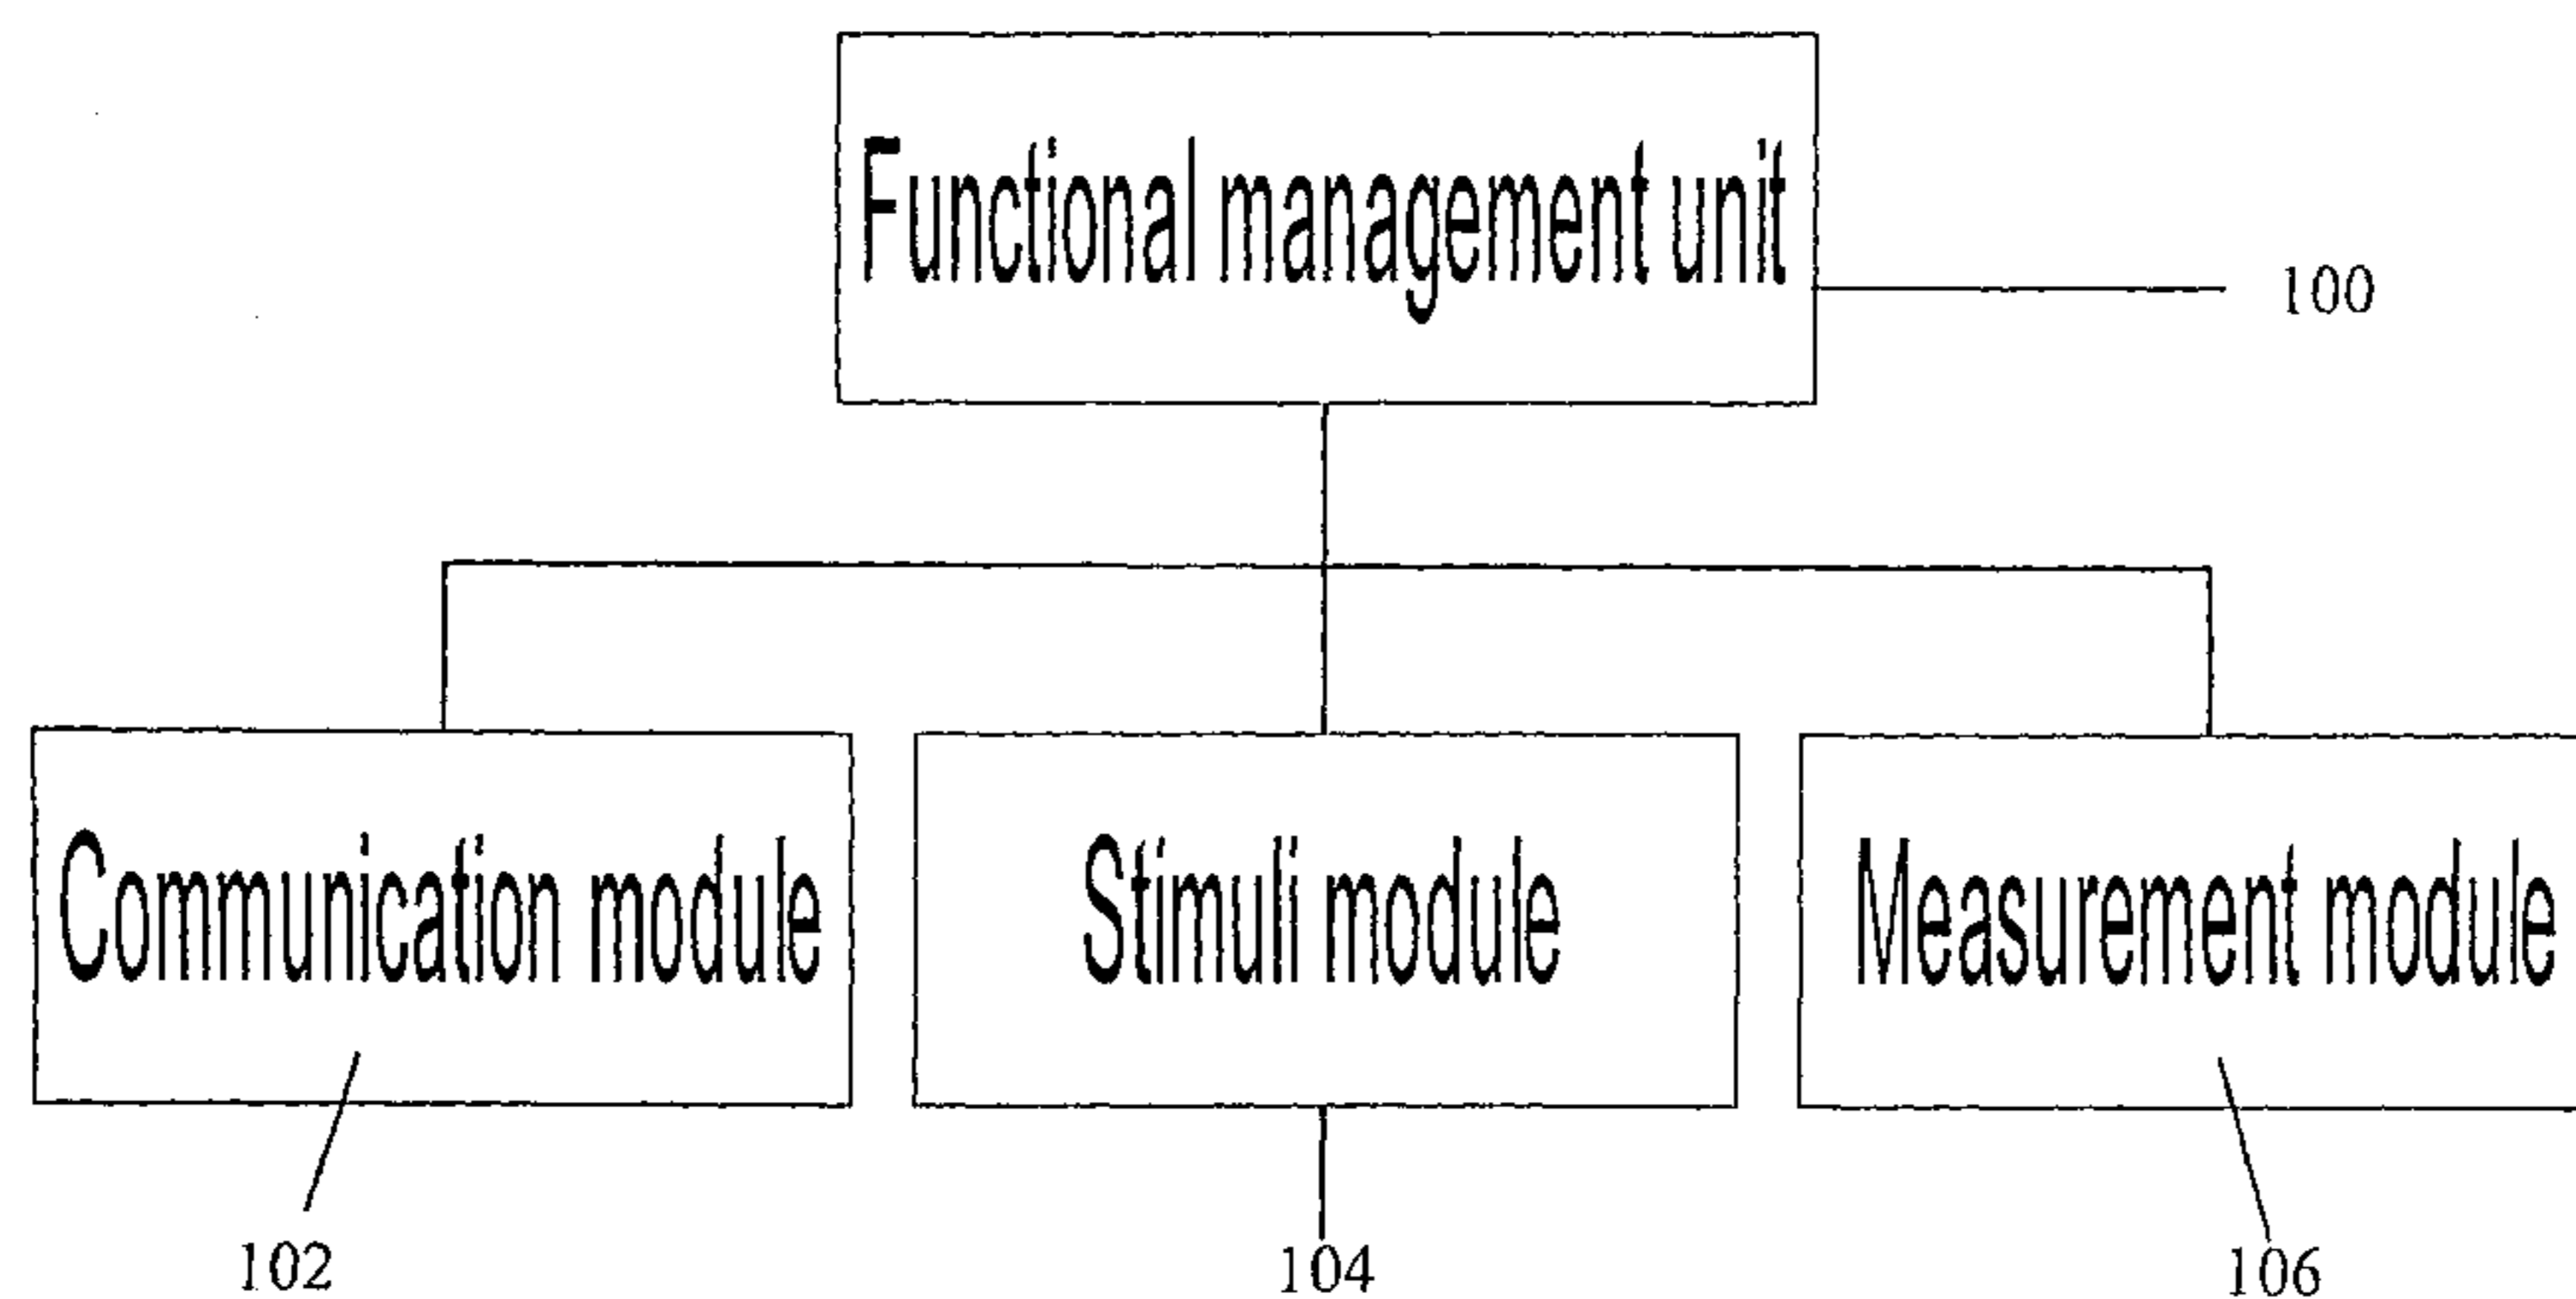 Functional management unit
100
Communication module
Stimuli module
Measurement module
102
104
106